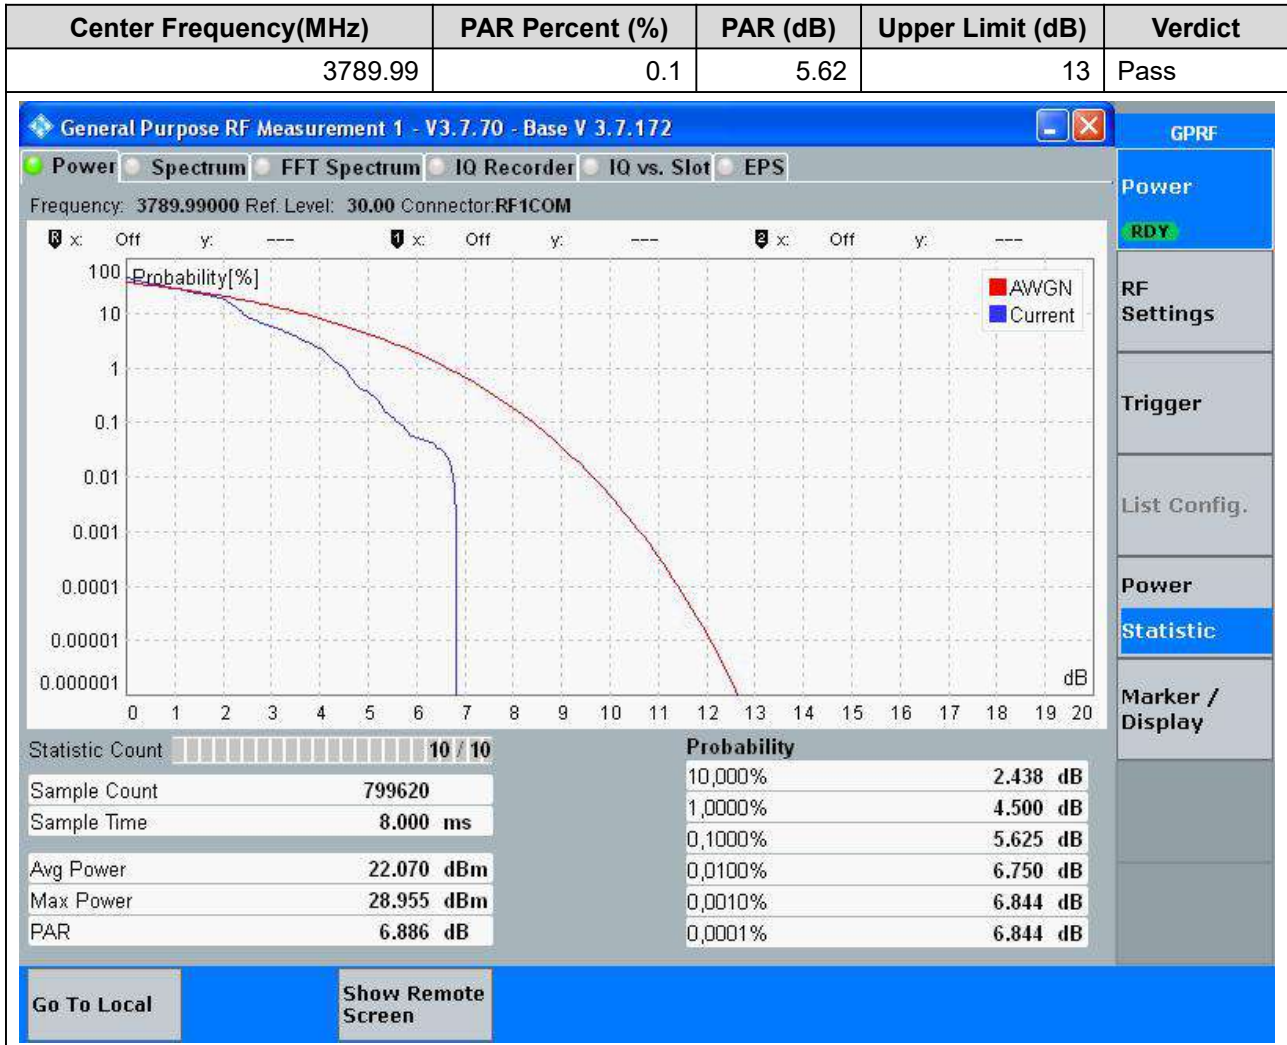 Center Frequency(MHz) PAR Percent (%) PAR (dB) Upper Limit (dB) Verdict
3789.99 0.1 5.62 13 Pass
General Purpose RF Measurement 1 - V3.7.70 - Base V 3.7.172
GPRF
Power Spectrum FFT Spectrum IQ Recorder IQ vs. Slot EPS
Frequency: 3789.99000 Ref. Level: 30.00 Connector:RF1COM
R x: Off y: --- 1 x: Off y: --- 2 x: Off y: ---
Probability[%]
100
10
1
0.1
0.01
0.001
0.0001
0.00001
0.000001
AWGN
Current
dB
0 1 2 3 4 5 6 7 8 9 10 11 12 13 14 15 16 17 18 19 20
Statistic Count 10 / 10
Sample Count 799620
Sample Time 8.000 ms
Avg Power 22.070 dBm
Max Power 28.955 dBm
PAR 6.886 dB
Probability
10,000% 2.438 dB
1,0000% 4.500 dB
0,1000% 5.625 dB
0,0100% 6.750 dB
0,0010% 6.844 dB
0,0001% 6.844 dB
Power
RDY
RF
Settings
Trigger
List Config.
Power
Statistic
Marker /
Display
Go To Local
Show Remote
Screen